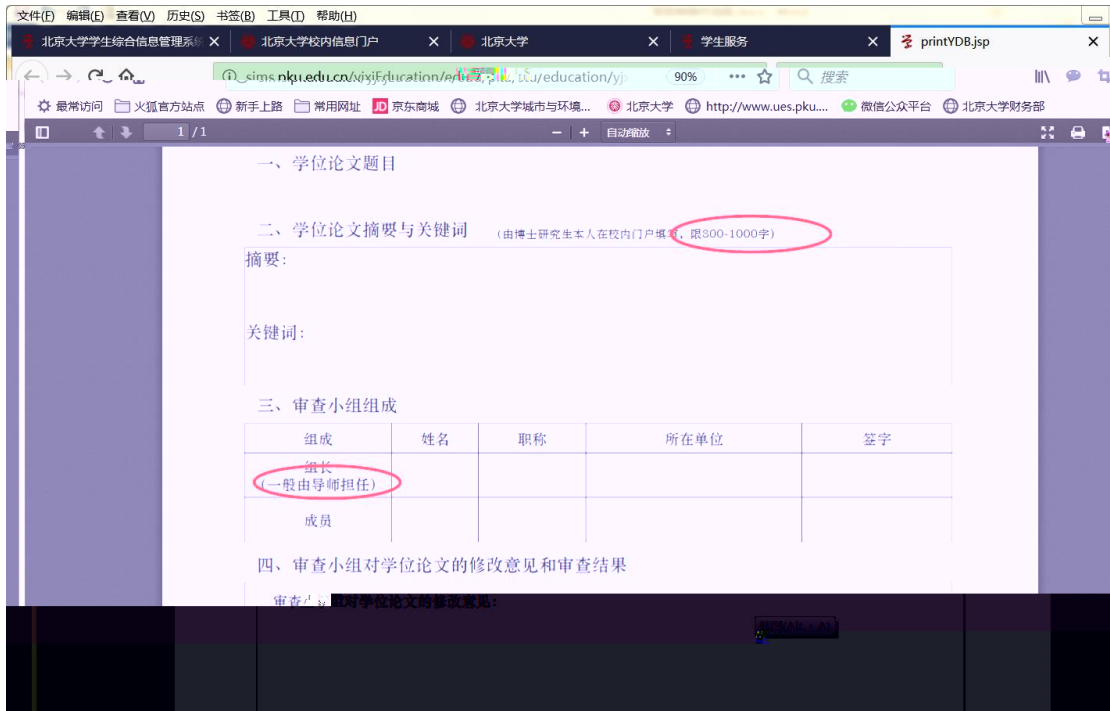 文件(F) 编辑(E) 查看(V) 历史(S) 书签(B) 工具(T) 帮助(H)
北京大学学生综合信息管理系统 北京大学校内信息门户 北京大学 学生服务 printYDB.jsp
90% 搜索
最常访问 火狐官方站点 新手上路 常用网址 JD 京东商城 北京大学城市与环境... 北京大学 http://www.ues.pku.... 微信公众平台 北京大学财务部
1 / 1 自动缩放
一、学位论文题目
二、学位论文摘要与关键词 (由博士研究生本人在校内门户填写，限800-1000字)
摘要:
关键词:
三、审查小组组成
组成 姓名 职称 所在单位 签字
组长
(一般由导师担任)
成员
四、审查小组对学位论文的修改意见和审查结果
审查小组对学位论文的修改意见: